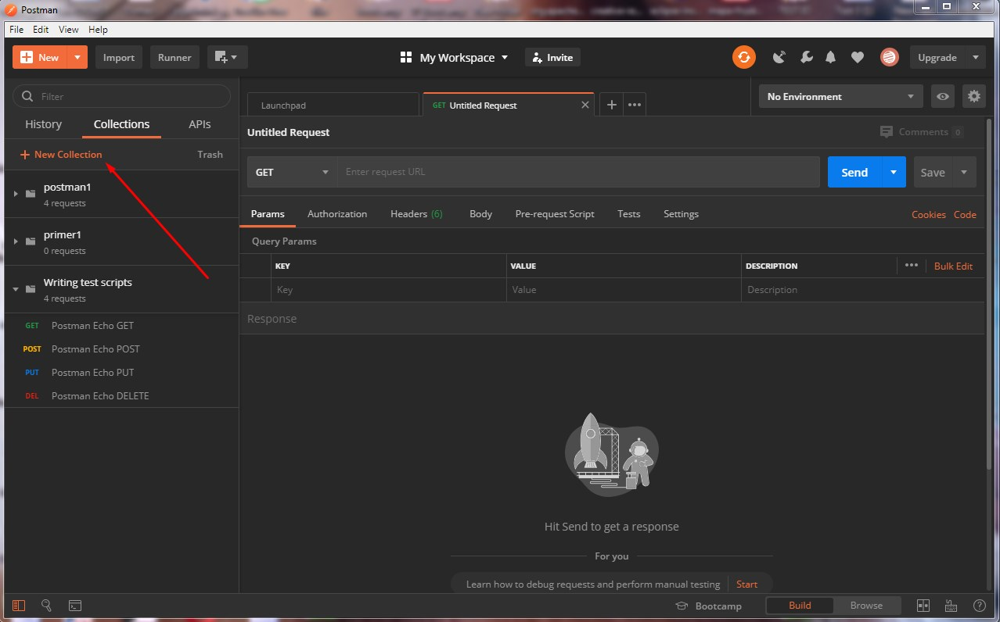 Postman
File Edit View Help
New Import Runner My Workspace Invite Upgrade
Filter
History Collections APIs
+ New Collection Trash
postman1
4 requests
primer1
0 requests
Writing test scripts
4 requests
GET Postman Echo GET
POST Postman Echo POST
PUT Postman Echo PUT
DEL Postman Echo DELETE
Launchpad GET Untitled Request No Environment
Untitled Request Comments 0
GET Enter request URL Send Save
Params Authorization Headers (6) Body Pre-request Script Tests Settings Cookies Code
Query Params
KEY VALUE DESCRIPTION Bulk Edit
Key Value Description
Response
Hit Send to get a response
For you
Learn how to debug requests and perform manual testing Start
Bootcamp Build Browse